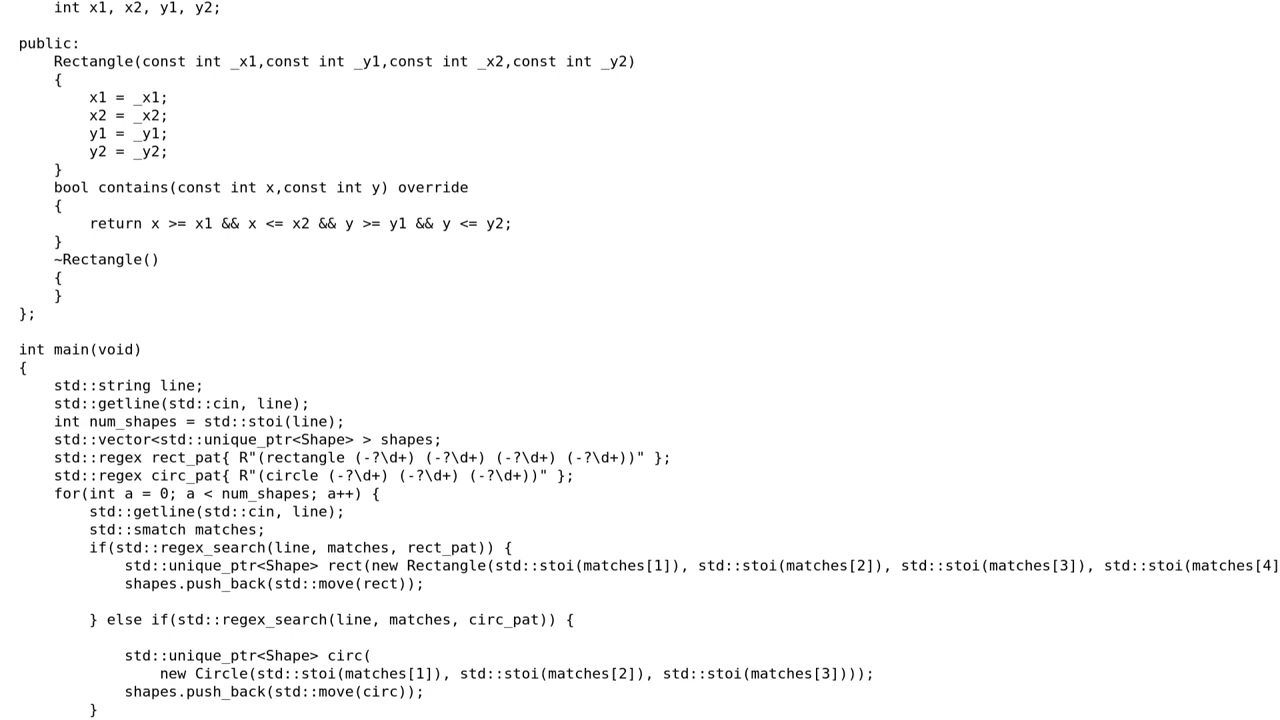 int x1, x2, y1, y2;

public:
    Rectangle(const int _x1,const int _y1,const int _x2,const int _y2)
    {
        x1 = _x1;
        x2 = _x2;
        y1 = _y1;
        y2 = _y2;
    }
    bool contains(const int x,const int y) override
    {
        return x >= x1 && x <= x2 && y >= y1 && y <= y2;
    }
    ~Rectangle()
    {
    }
};

int main(void)
{
    std::string line;
    std::getline(std::cin, line);
    int num_shapes = std::stoi(line);
    std::vector<std::unique_ptr<Shape> > shapes;
    std::regex rect_pat{ R"(rectangle (-?\d+) (-?\d+) (-?\d+) (-?\d+))" };
    std::regex circ_pat{ R"(circle (-?\d+) (-?\d+) (-?\d+))" };
    for(int a = 0; a < num_shapes; a++) {
        std::getline(std::cin, line);
        std::smatch matches;
        if(std::regex_search(line, matches, rect_pat)) {
            std::unique_ptr<Shape> rect(new Rectangle(std::stoi(matches[1]), std::stoi(matches[2]), std::stoi(matches[3]), std::stoi(matches[4]
            shapes.push_back(std::move(rect));

        } else if(std::regex_search(line, matches, circ_pat)) {

            std::unique_ptr<Shape> circ(
                new Circle(std::stoi(matches[1]), std::stoi(matches[2]), std::stoi(matches[3])));
            shapes.push_back(std::move(circ));
        }